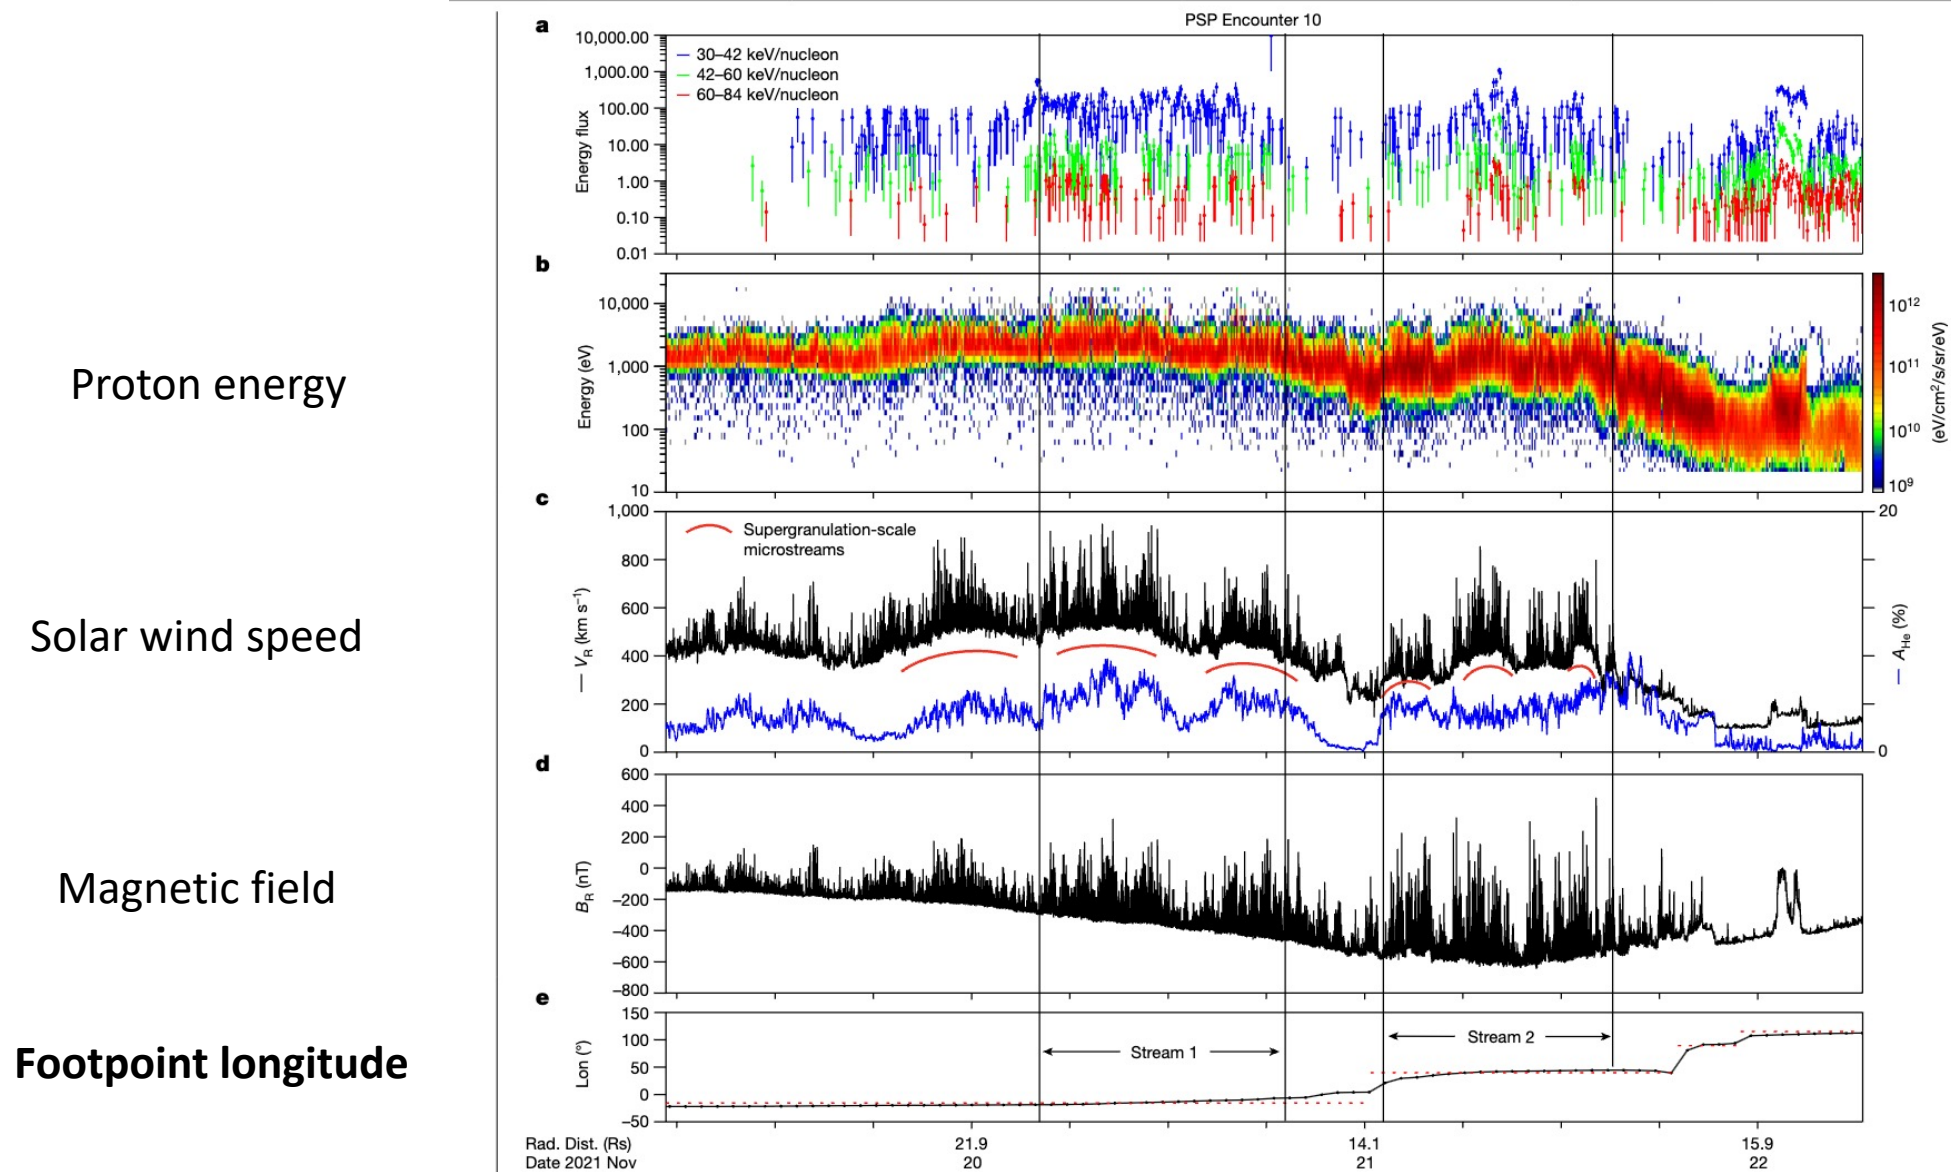 PSP Encounter 10
a
10,000.00
1,000.00
100.00
10.00
1.00
0.10
0.01
Energy flux
30–42 keV/nucleon
42–60 keV/nucleon
60–84 keV/nucleon
b
Proton energy
10,000
1,000
100
10
Energy (eV)
10¹²
10¹¹
10¹⁰
10⁹
(eV/cm²/s/sr/eV)
c
Solar wind speed
1,000
800
600
400
200
0
— V_R (km s⁻¹)
Supergranulation-scale
microstreams
20
0
— A_He (%)
d
Magnetic field
600
400
200
0
–200
–400
–600
–800
B_R (nT)
e
Footpoint longitude
150
100
50
0
–50
Lon (°)
Stream 1
Stream 2
Rad. Dist. (Rs) 21.9 14.1 15.9
Date 2021 Nov 20 21 22